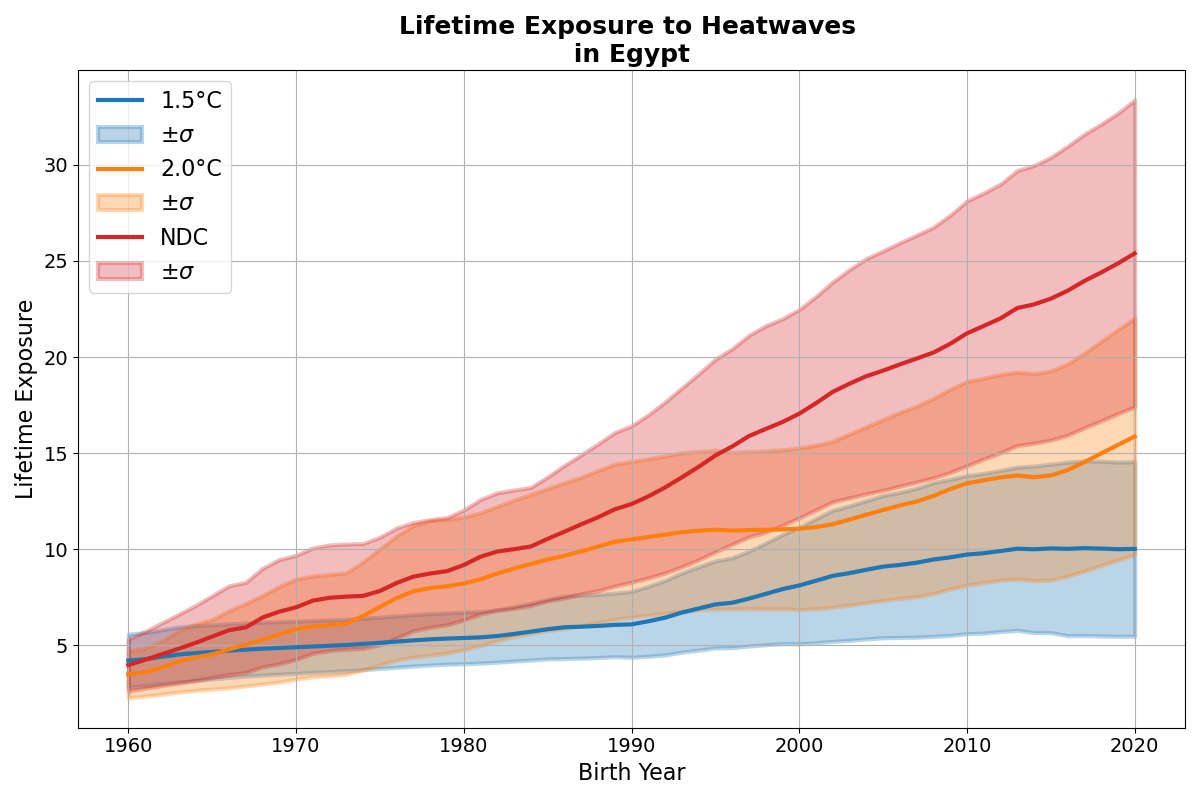 Lifetime Exposure to Heatwaves
in Egypt
1.5°C
±σ
2.0°C
±σ
NDC
±σ
Lifetime Exposure
30
25
20
15
10
5
1960 1970 1980 1990 2000 2010 2020
Birth Year